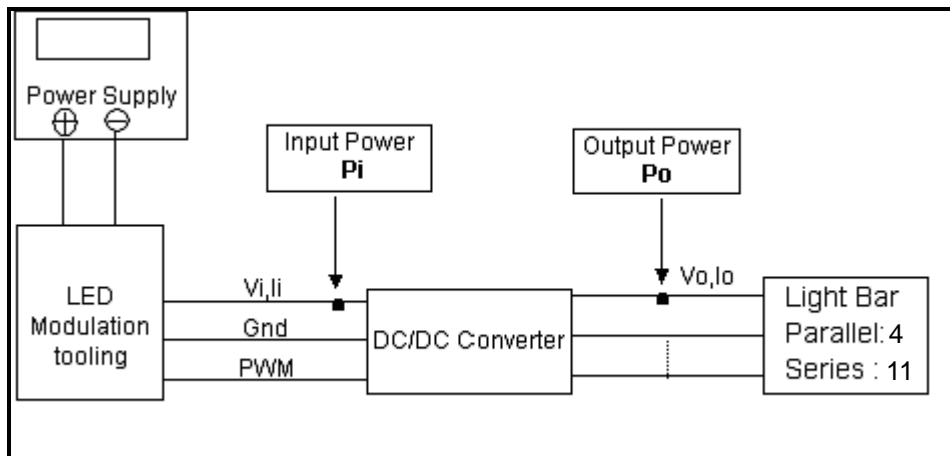 Power Supply
Input Power
Pi
Output Power
Po
LED
Modulation
tooling
Vi,Ii
Gnd
PWM
DC/DC Converter
Vo,Io
Light Bar
Parallel: 4
Series : 11